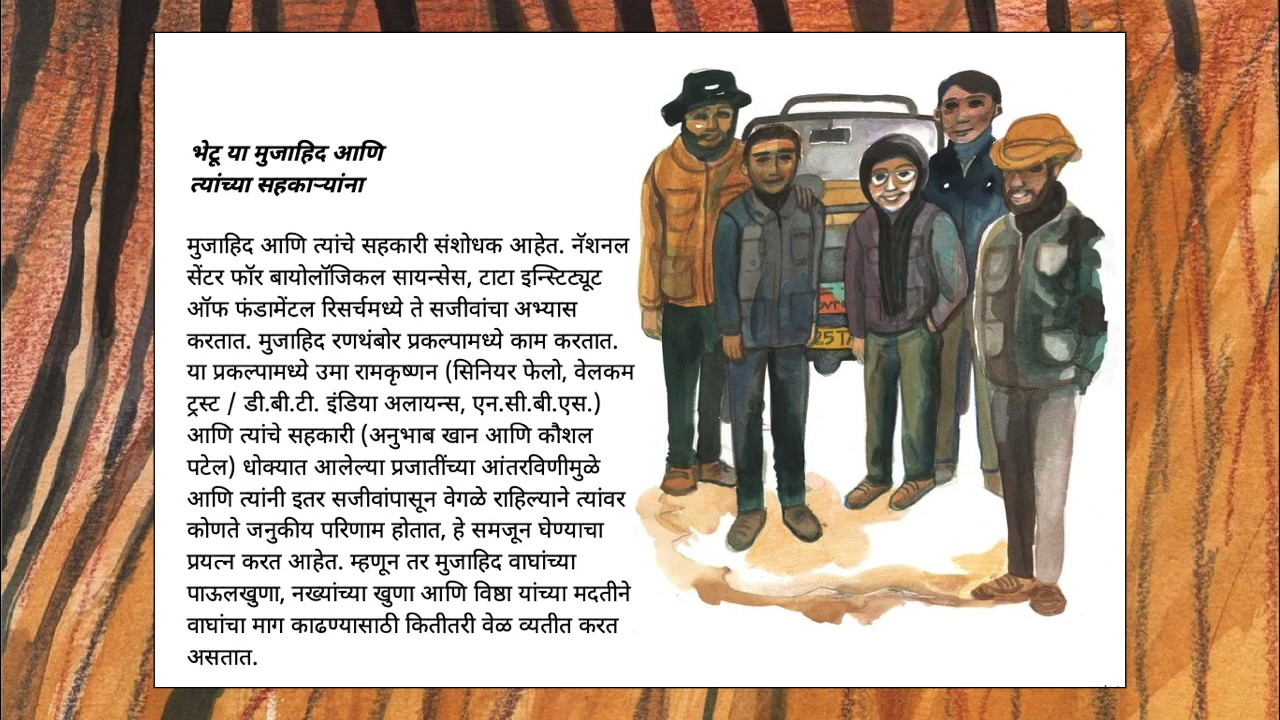 भेटू या मुजाहिद आणि
त्यांच्या सहकाऱ्यांना
मुजाहिद आणि त्यांचे सहकारी संशोधक आहेत. नॅशनल
सेंटर फॉर बायोलॉजिकल सायन्सेस, टाटा इन्स्टिट्यूट
ऑफ फंडामेंटल रिसर्चमध्ये ते सजीवांचा अभ्यास
करतात. मुजाहिद रणथंबोर प्रकल्पामध्ये काम करतात.
या प्रकल्पामध्ये उमा रामकृष्णन (सिनियर फेलो, वेलकम
ट्रस्ट / डी.बी.टी. इंडिया अलायन्स, एन.सी.बी.एस.)
आणि त्यांचे सहकारी (अनुभाब खान आणि कौशल
पटेल) धोक्यात आलेल्या प्रजातींच्या आंतरविणीमुळे
आणि त्यांनी इतर सजीवांपासून वेगळे राहिल्याने त्यांवर
कोणते जनुकीय परिणाम होतात, हे समजून घेण्याचा
प्रयत्न करत आहेत. म्हणून तर मुजाहिद वाघांच्या
पाऊलखुणा, नख्यांच्या खुणा आणि विष्ठा यांच्या मदतीने
वाघांचा माग काढण्यासाठी कितीतरी वेळ व्यतीत करत
असतात.
25 TA